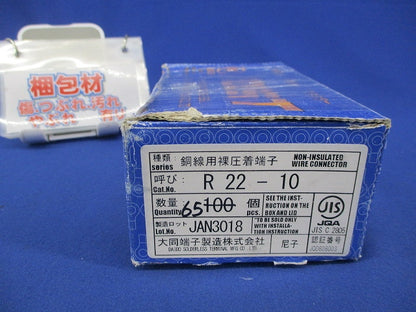 梱包材
傷つぶれ汚れ
種類:
series
銅線用裸圧着端子
NON-INSULATED
WIRE CONNECTOR
呼び:
Cat.No.
R 22 - 10
数量
Quantity
65 100 個
pcs.
SEE THE INST-
RUCTION ON THE
BOX AND LID
TO BE SOLD ONLY
WITH INSTALLA-
TION INSTRUCTION
製造ロット
Lot.No.
JAN3018
大同端子製造株式会社
DAIDO SOLDERLESS TERMINAL MFG CO .,LTD.
尼子
JIS
JQA
JIS C 2805
認証番号